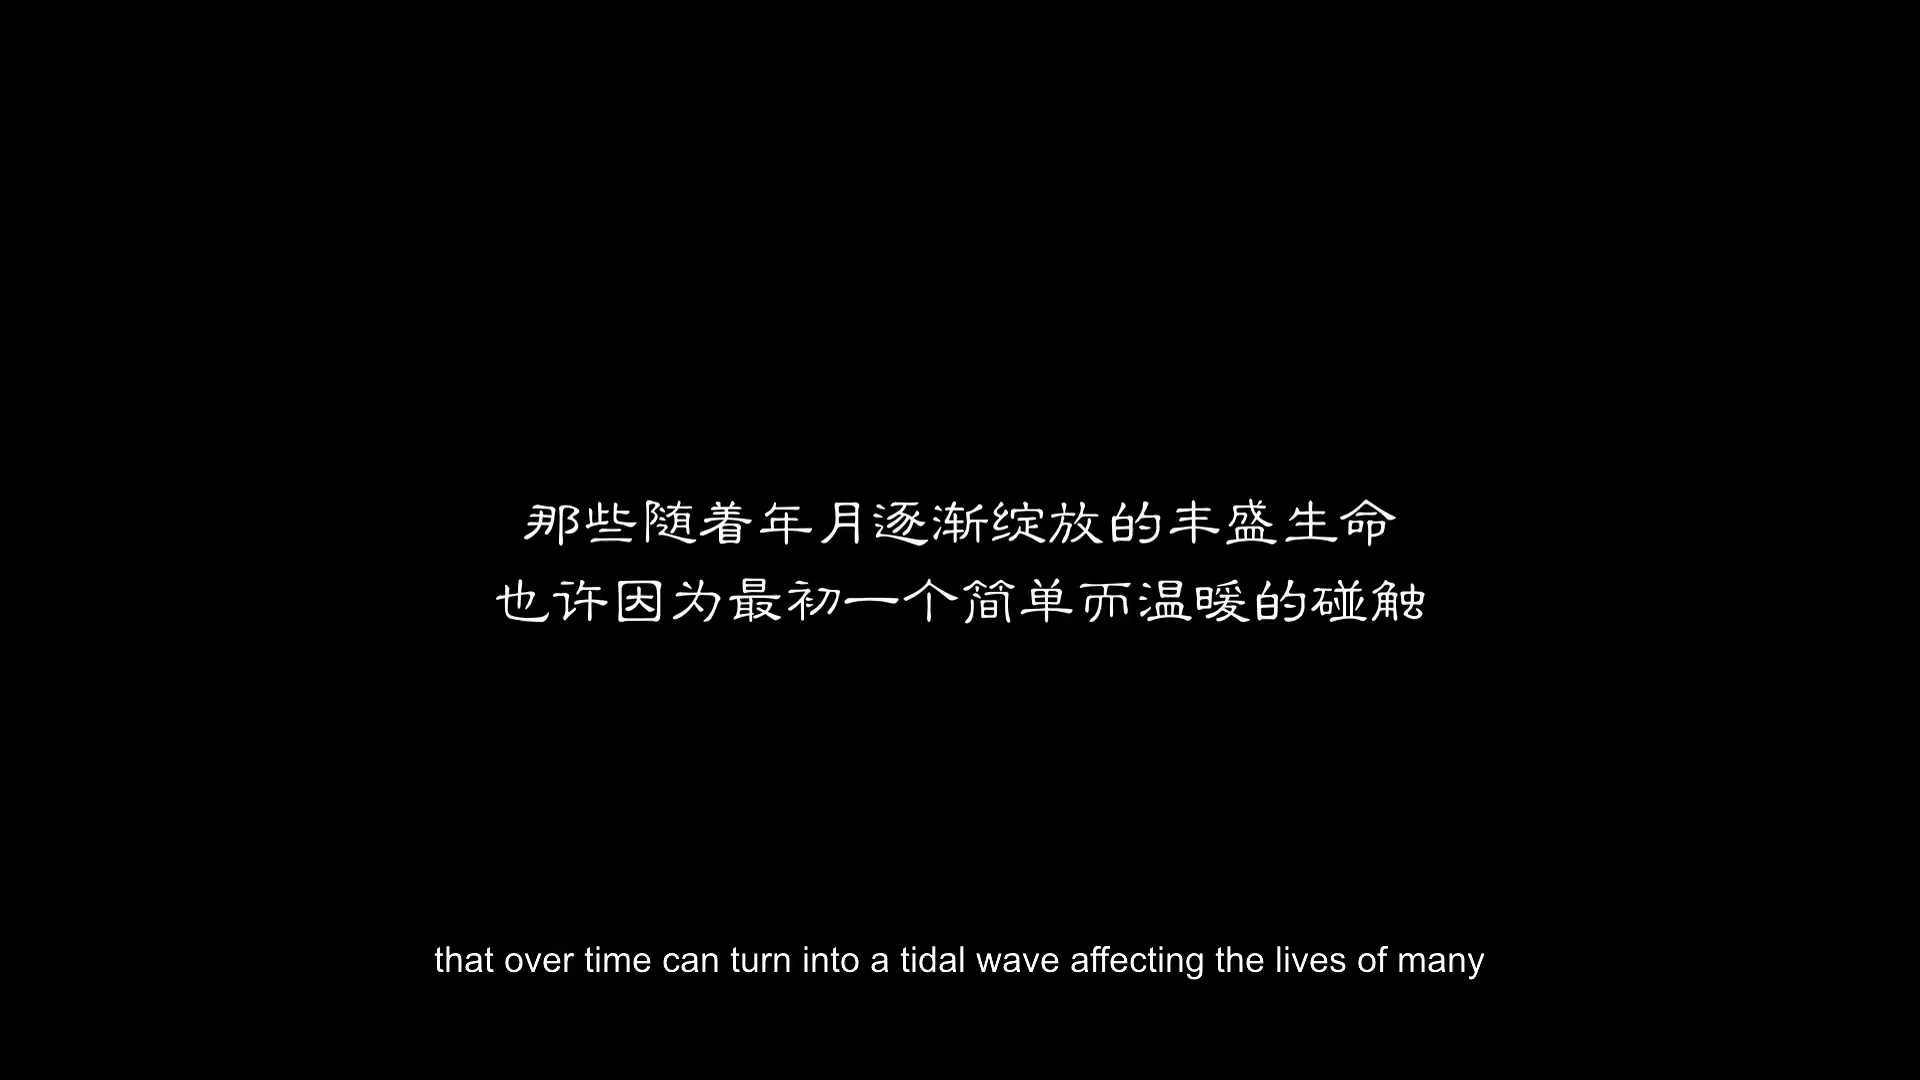 那些随着年月逐渐绽放的丰盛生命
也许因为最初一个简单而温暖的碰触
that over time can turn into a tidal wave affecting the lives of many